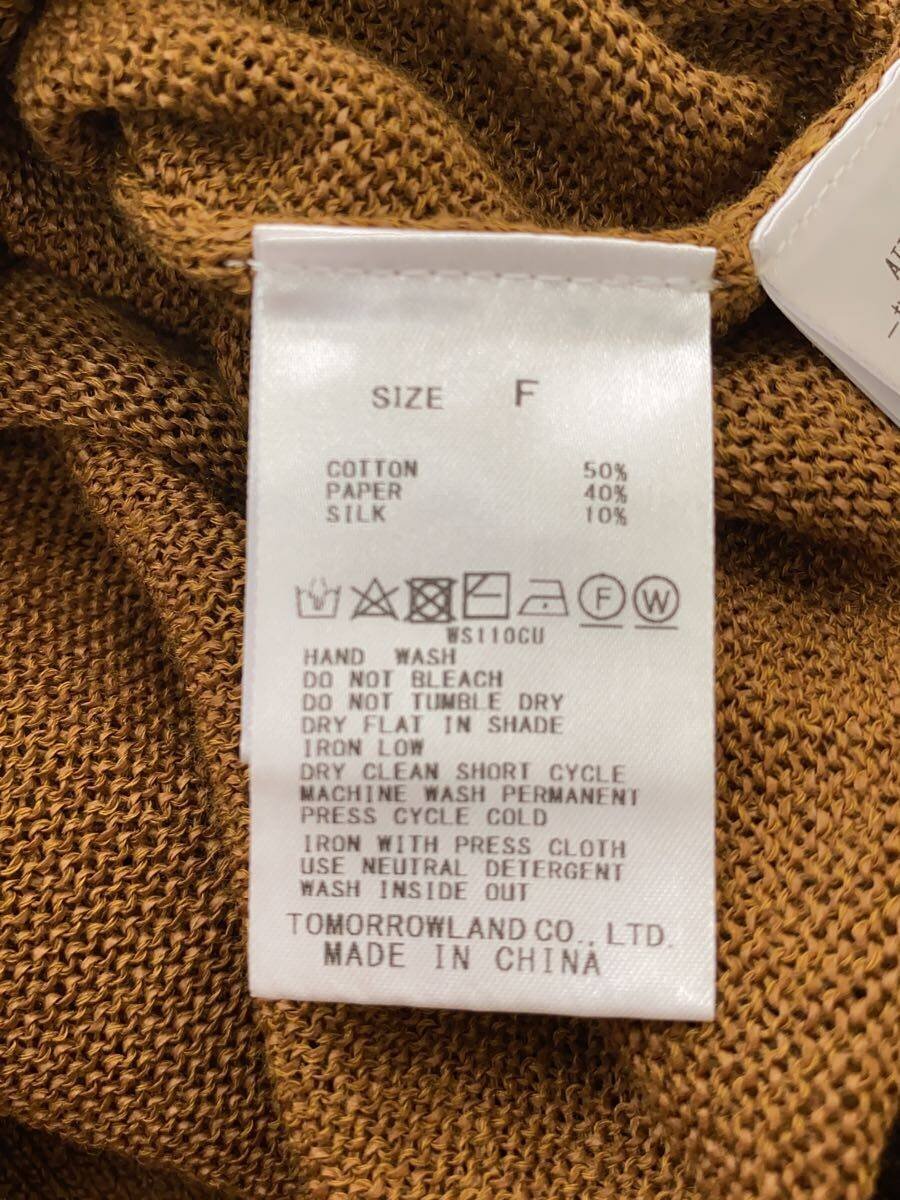 SIZE F
COTTON 50%
PAPER 40%
SILK 10%
F W
WS110CU
HAND WASH
DO NOT BLEACH
DO NOT TUMBLE DRY
DRY FLAT IN SHADE
IRON LOW
DRY CLEAN SHORT CYCLE
MACHINE WASH PERMANENT
PRESS CYCLE COLD
IRON WITH PRESS CLOTH
USE NEUTRAL DETERGENT
WASH INSIDE OUT
TOMORROWLAND CO., LTD.
MADE IN CHINA